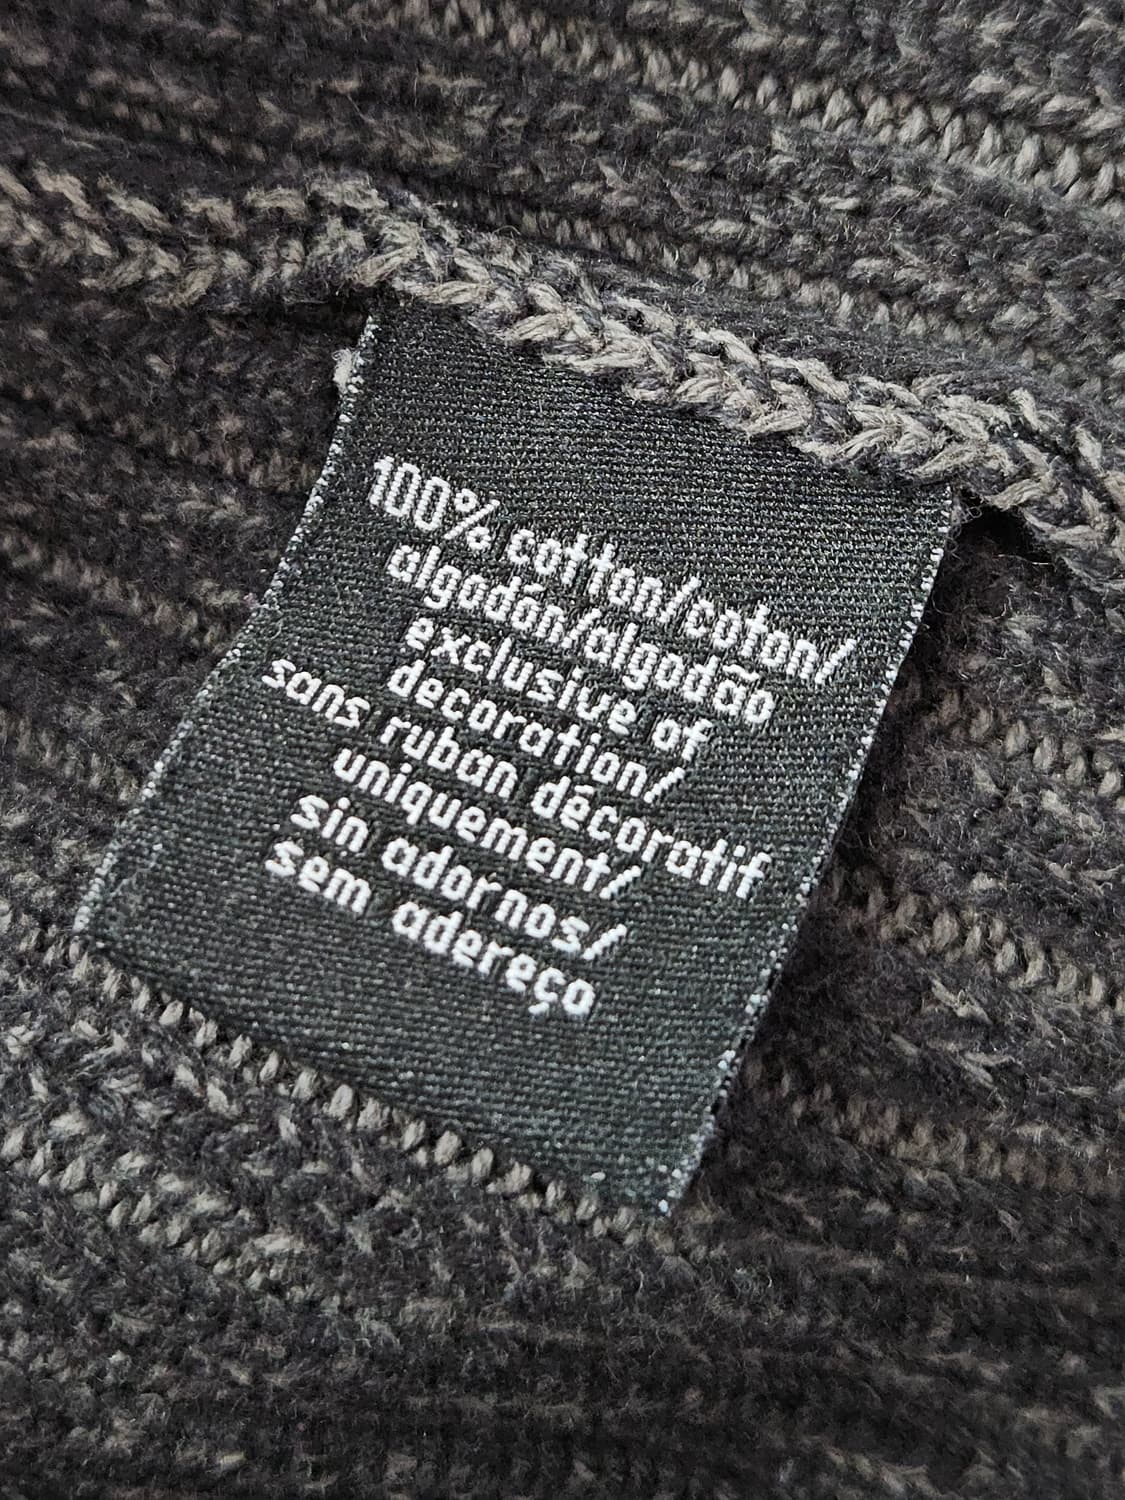 100% cotton/coton/
algodón/algodão
exclusive of
decoration/
sans ruban décoratif
uniquement/
sin adornos/
sem adereço